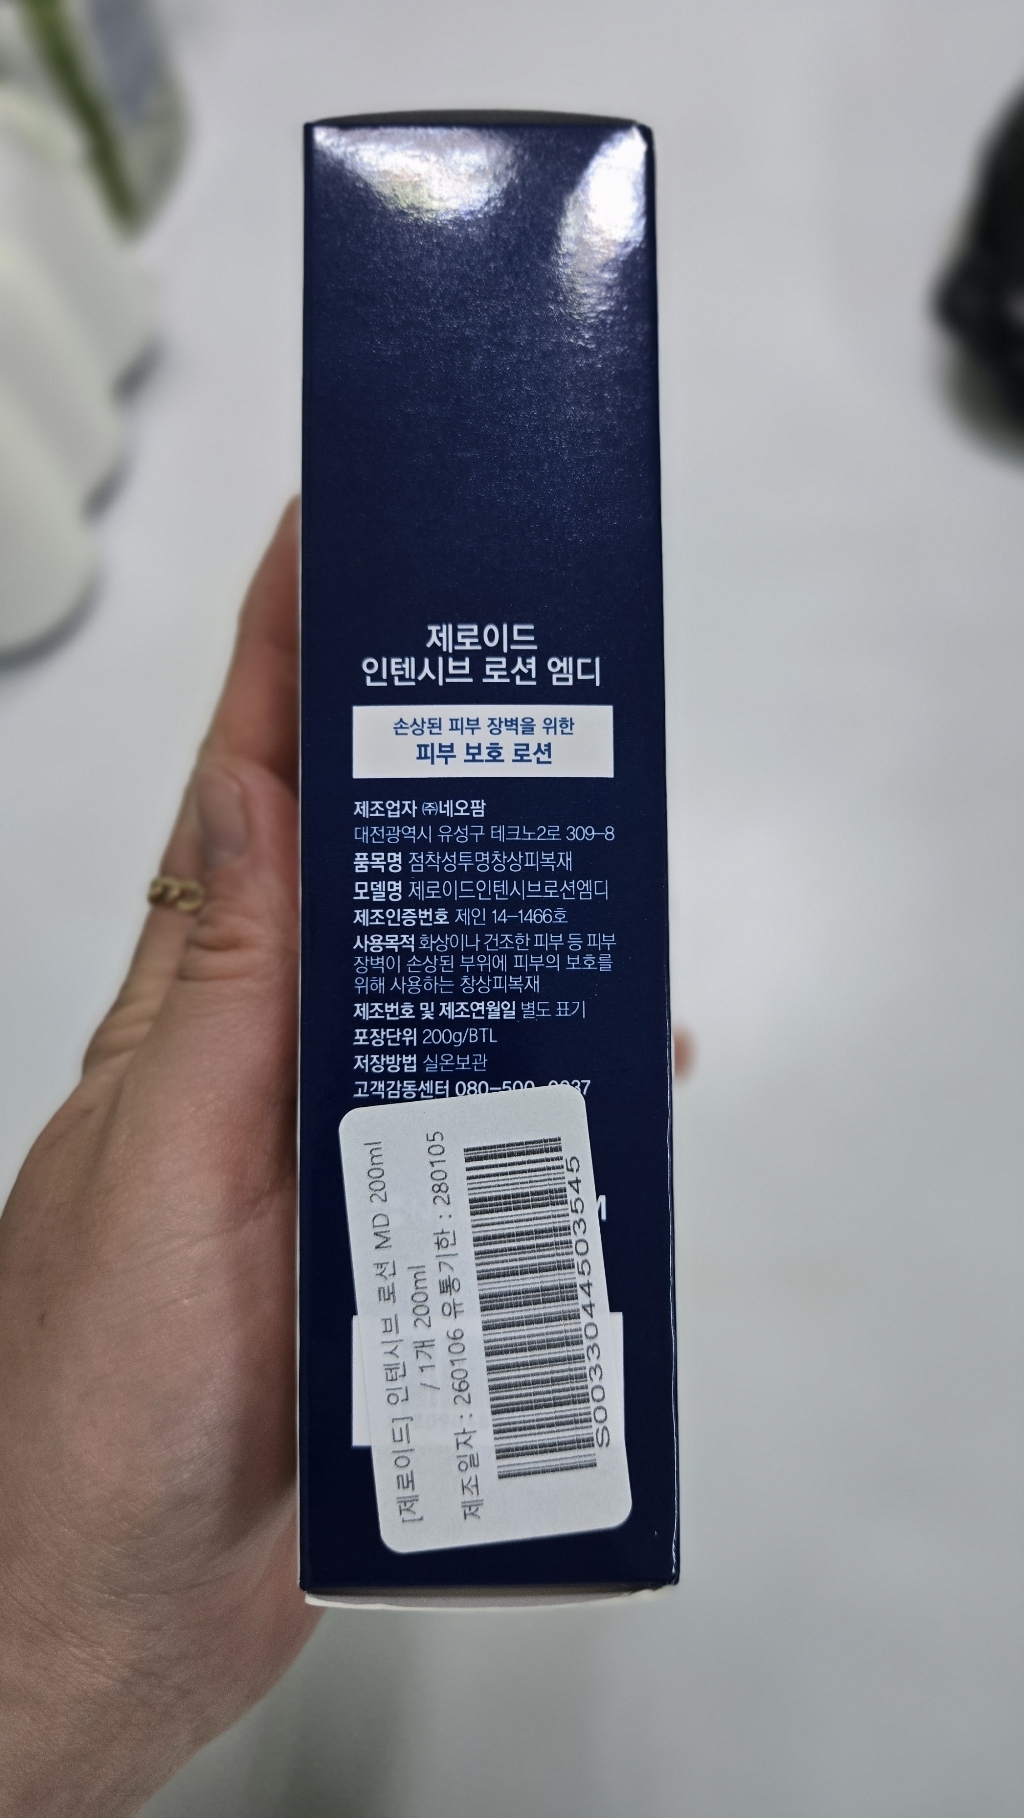 제로이드
인텐시브 로션 엠디
손상된 피부 장벽을 위한
피부 보호 로션
제조업자 ㈜네오팜
대전광역시 유성구 테크노2로 309-8
품목명 점착성투명창상피복재
모델명 제로이드인텐시브로션엠디
제조인증번호 제인 14-1466호
사용목적 화상이나 건조한 피부 등 피부
장벽이 손상된 부위에 피부의 보호를
위해 사용하는 창상피복재
제조번호 및 제조연월일 별도 표기
포장단위 200g/BTL
저장방법 실온보관
고객감동센터 080-500-
[제로이드] 인텐시브 로션 MD 200ml
/ 1개 200ml
제조일자 : 260106 유통기한 : 280105
S0033044503545